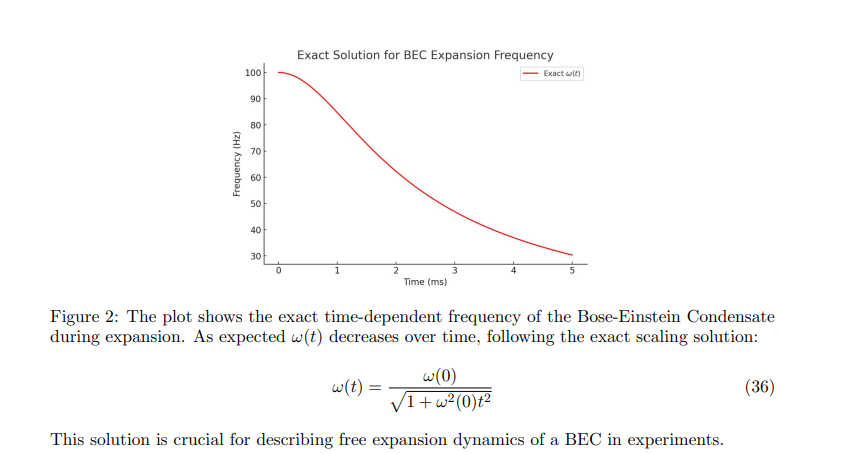 Exact Solution for BEC Expansion Frequency
Exact ω(t)
100
90
80
70
60
50
40
30
Frequency (Hz)
0 1 2 3 4 5
Time (ms)
Figure 2: The plot shows the exact time-dependent frequency of the Bose-Einstein Condensate
during expansion. As expected ω(t) decreases over time, following the exact scaling solution:
ω(t) = ω(0) / √(1 + ω²(0)t²) (36)
This solution is crucial for describing free expansion dynamics of a BEC in experiments.